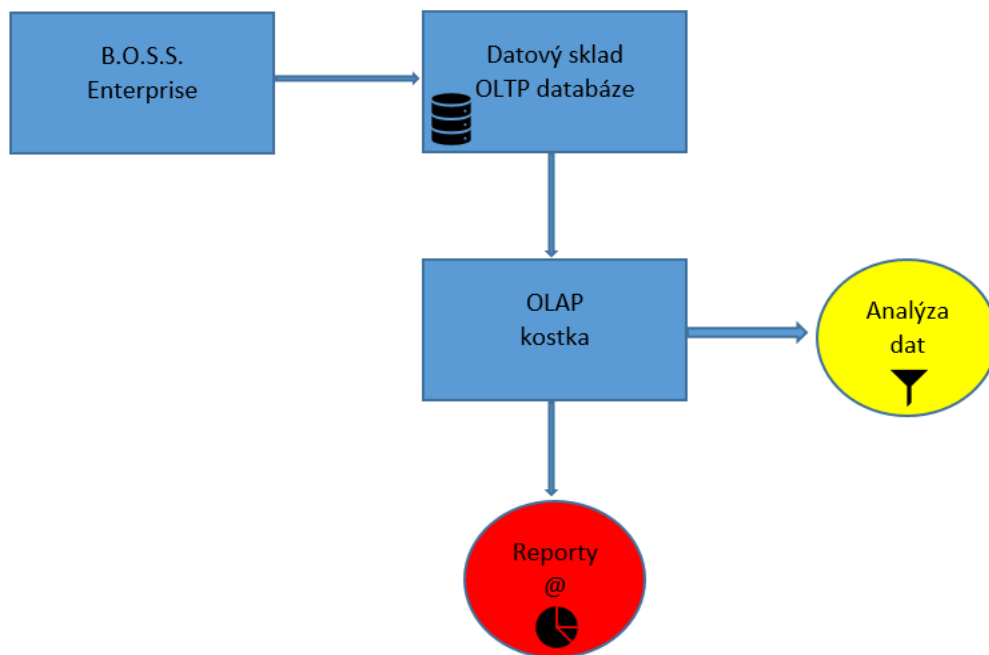 B.O.S.S.
Enterprise
Datový sklad
OLTP databáze
OLAP
kostka
Analýza
dat
Reporty
@